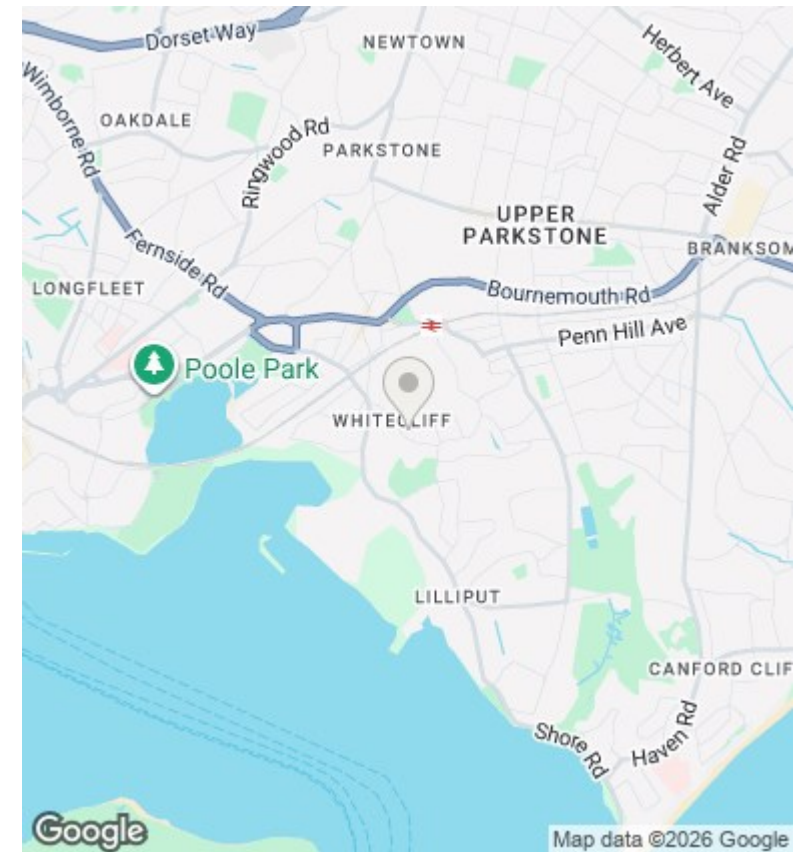 Dorset Way
NEWTOWN
Herbert Ave
Wimborne Rd
OAKDALE
Ringwood Rd
PARKSTONE
Alder Rd
UPPER
PARKSTONE
BRANKSOM
Fernside Rd
LONGFLEET
Bournemouth Rd
Penn Hill Ave
Poole Park
WHITECLIFF
LILLIPUT
CANFORD CLIF
Shore Rd
Haven Rd
Google
Map data ©2026 Google